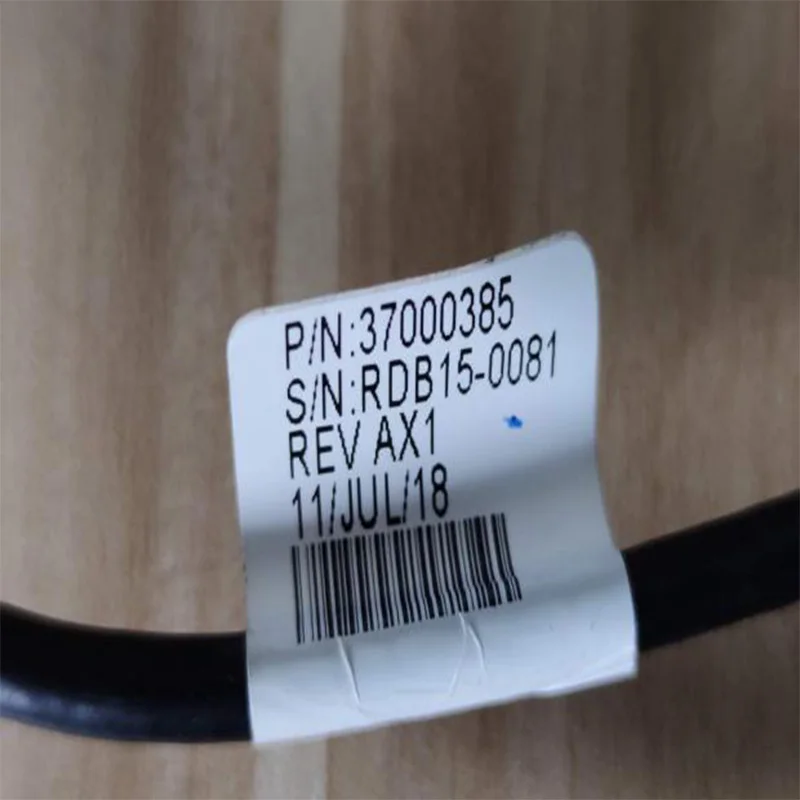 P/N:37000385
S/N:RDB15-0081
REV AX1
11/JUL/18